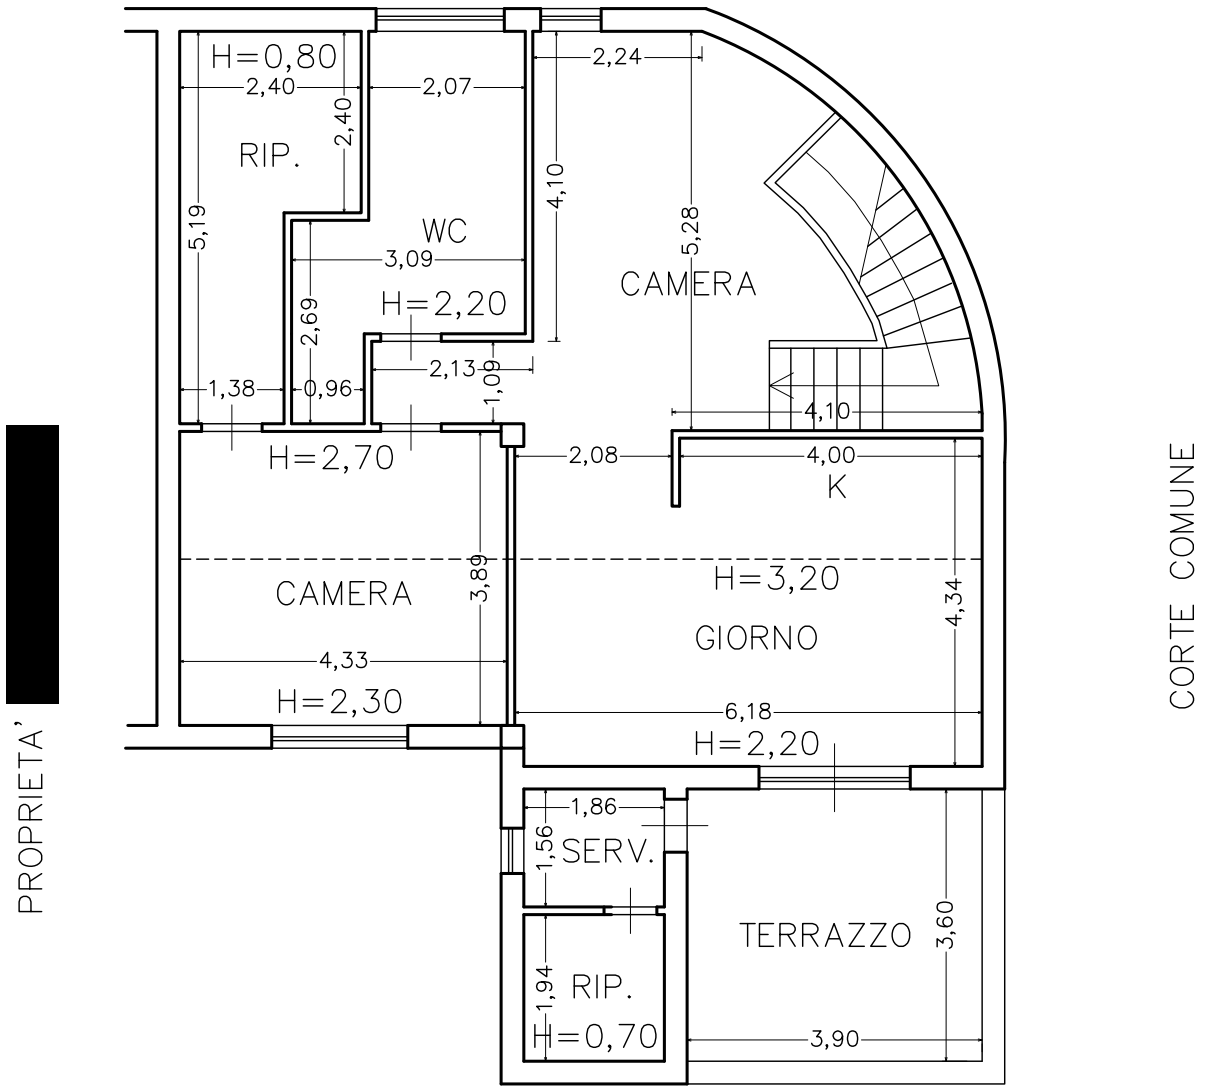 H=0,80
2,24
2,40
2,07
2,40
RIP.
4,10
5,19
WC
5,28
3,09
CAMERA
H=2,20
2,69
2,13
1,09
1,38
0,96
4,10
H=2,70
2,08
4,00
K
CORTE COMUNE
3,89
H=3,20
CAMERA
4,34
GIORNO
4,33
H=2,30
6,18
H=2,20
PROPRIETA'
1,86
1,56
SERV.
TERRAZZO
3,60
1,94
RIP.
H=0,70
3,90